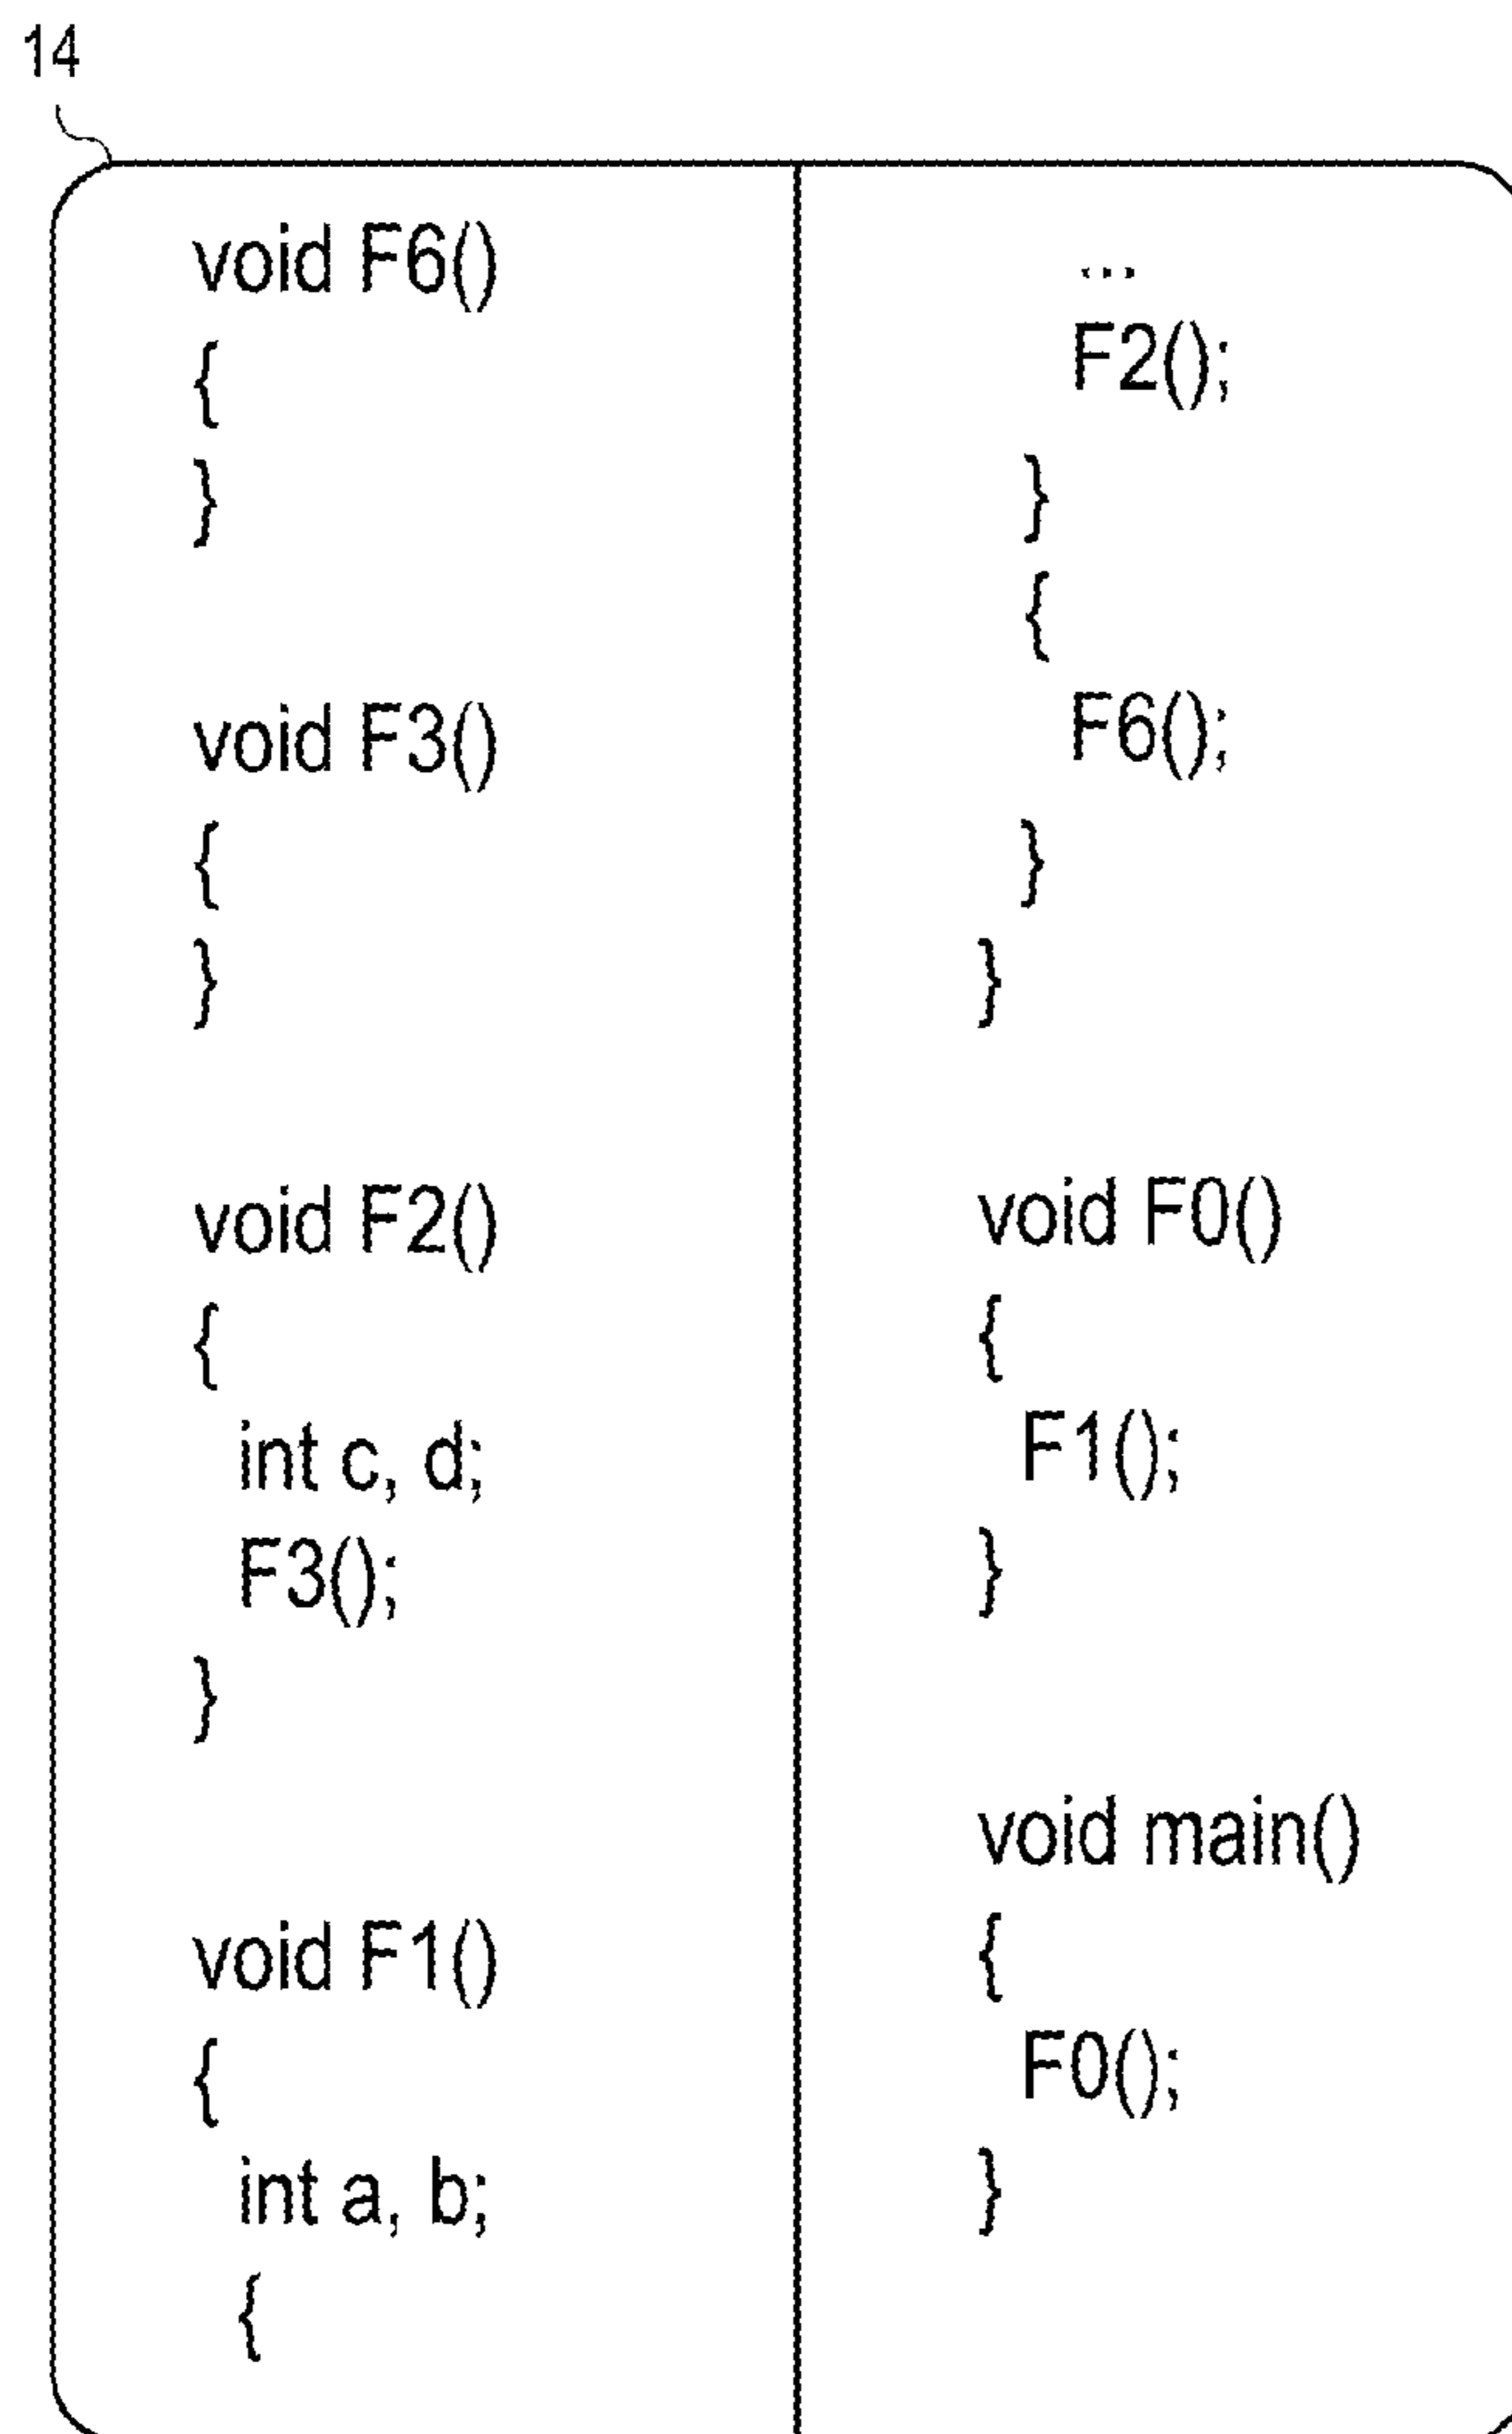 14
void F6()
{
}
void F3()
{
}
void F2()
{
int c, d;
F3();
}
void F1()
{
int a, b;
{
...
F2();
}
{
F6();
}
}
void F0()
{
F1();
}
void main()
{
F0();
}